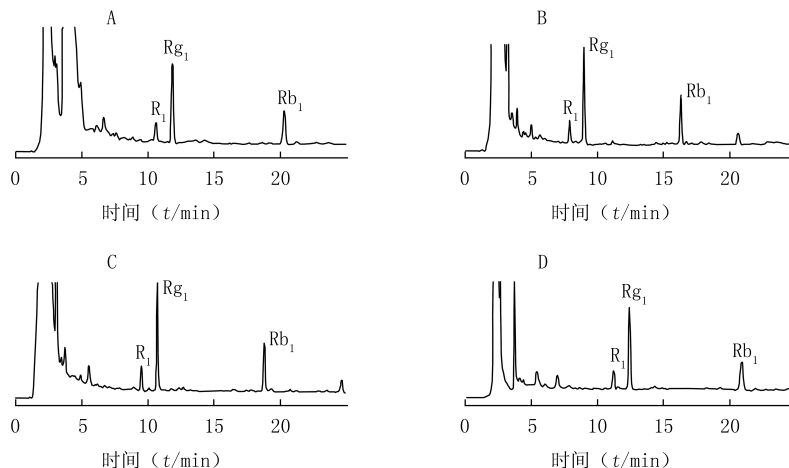 A
Rg₁
R₁
Rb₁
0 5 10 15 20
时间（t/min）
B
Rg₁
R₁
Rb₁
0 5 10 15 20
时间（t/min）
C
Rg₁
R₁
Rb₁
0 5 10 15 20
时间（t/min）
D
Rg₁
R₁
Rb₁
0 5 10 15 20
时间（t/min）